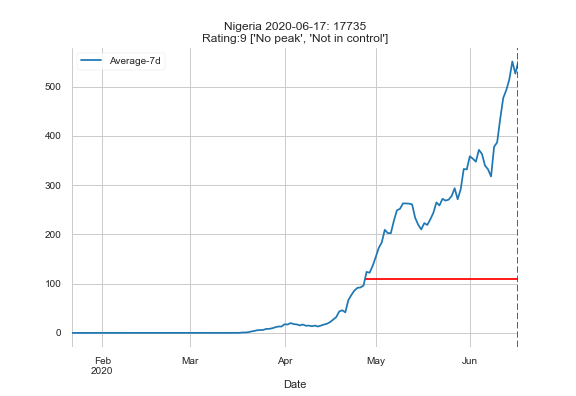 Nigeria 2020-06-17: 17735
Rating:9 ['No peak', 'Not in control']
Average-7d
500
400
300
200
100
0
Feb
2020
Mar
Apr
May
Jun
Date